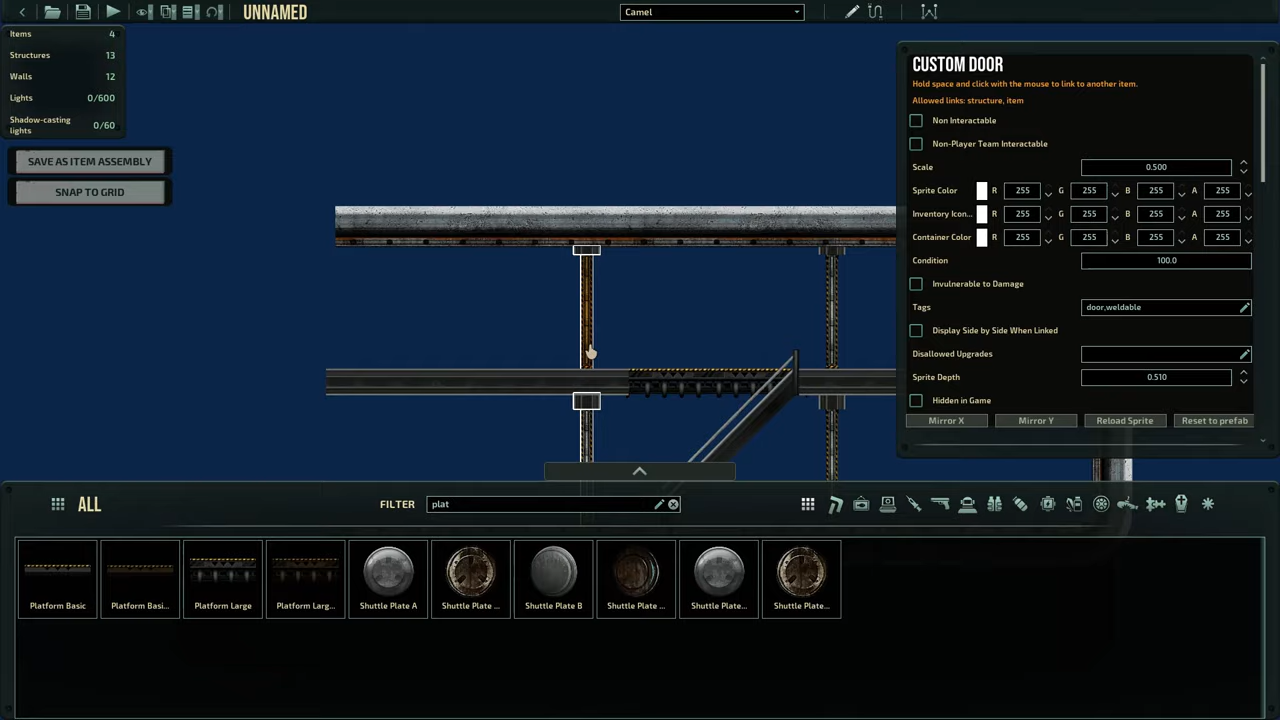 UNNAMED
Camel
Items 4
Structures 13
Walls 12
Lights 0/600
Shadow-casting
lights 0/60
SAVE AS ITEM ASSEMBLY
SNAP TO GRID
CUSTOM DOOR
Hold space and click with the mouse to link to another item.
Allowed links: structure, item
Non Interactable
Non-Player Team Interactable
Scale 0.500
Sprite Color R 255 G 255 B 255 A 255
Inventory Icon... R 255 G 255 B 255 A 255
Container Color R 255 G 255 B 255 A 255
Condition 100.0
Invulnerable to Damage
Tags door,weldable
Display Side by Side When Linked
Disallowed Upgrades
Sprite Depth 0.510
Hidden in Game
Mirror X Mirror Y Reload Sprite Reset to prefab
ALL FILTER plat
Platform Basic Platform Basi... Platform Large Platform Larg... Shuttle Plate A Shuttle Plate ... Shuttle Plate B Shuttle Plate ... Shuttle Plate... Shuttle Plate...